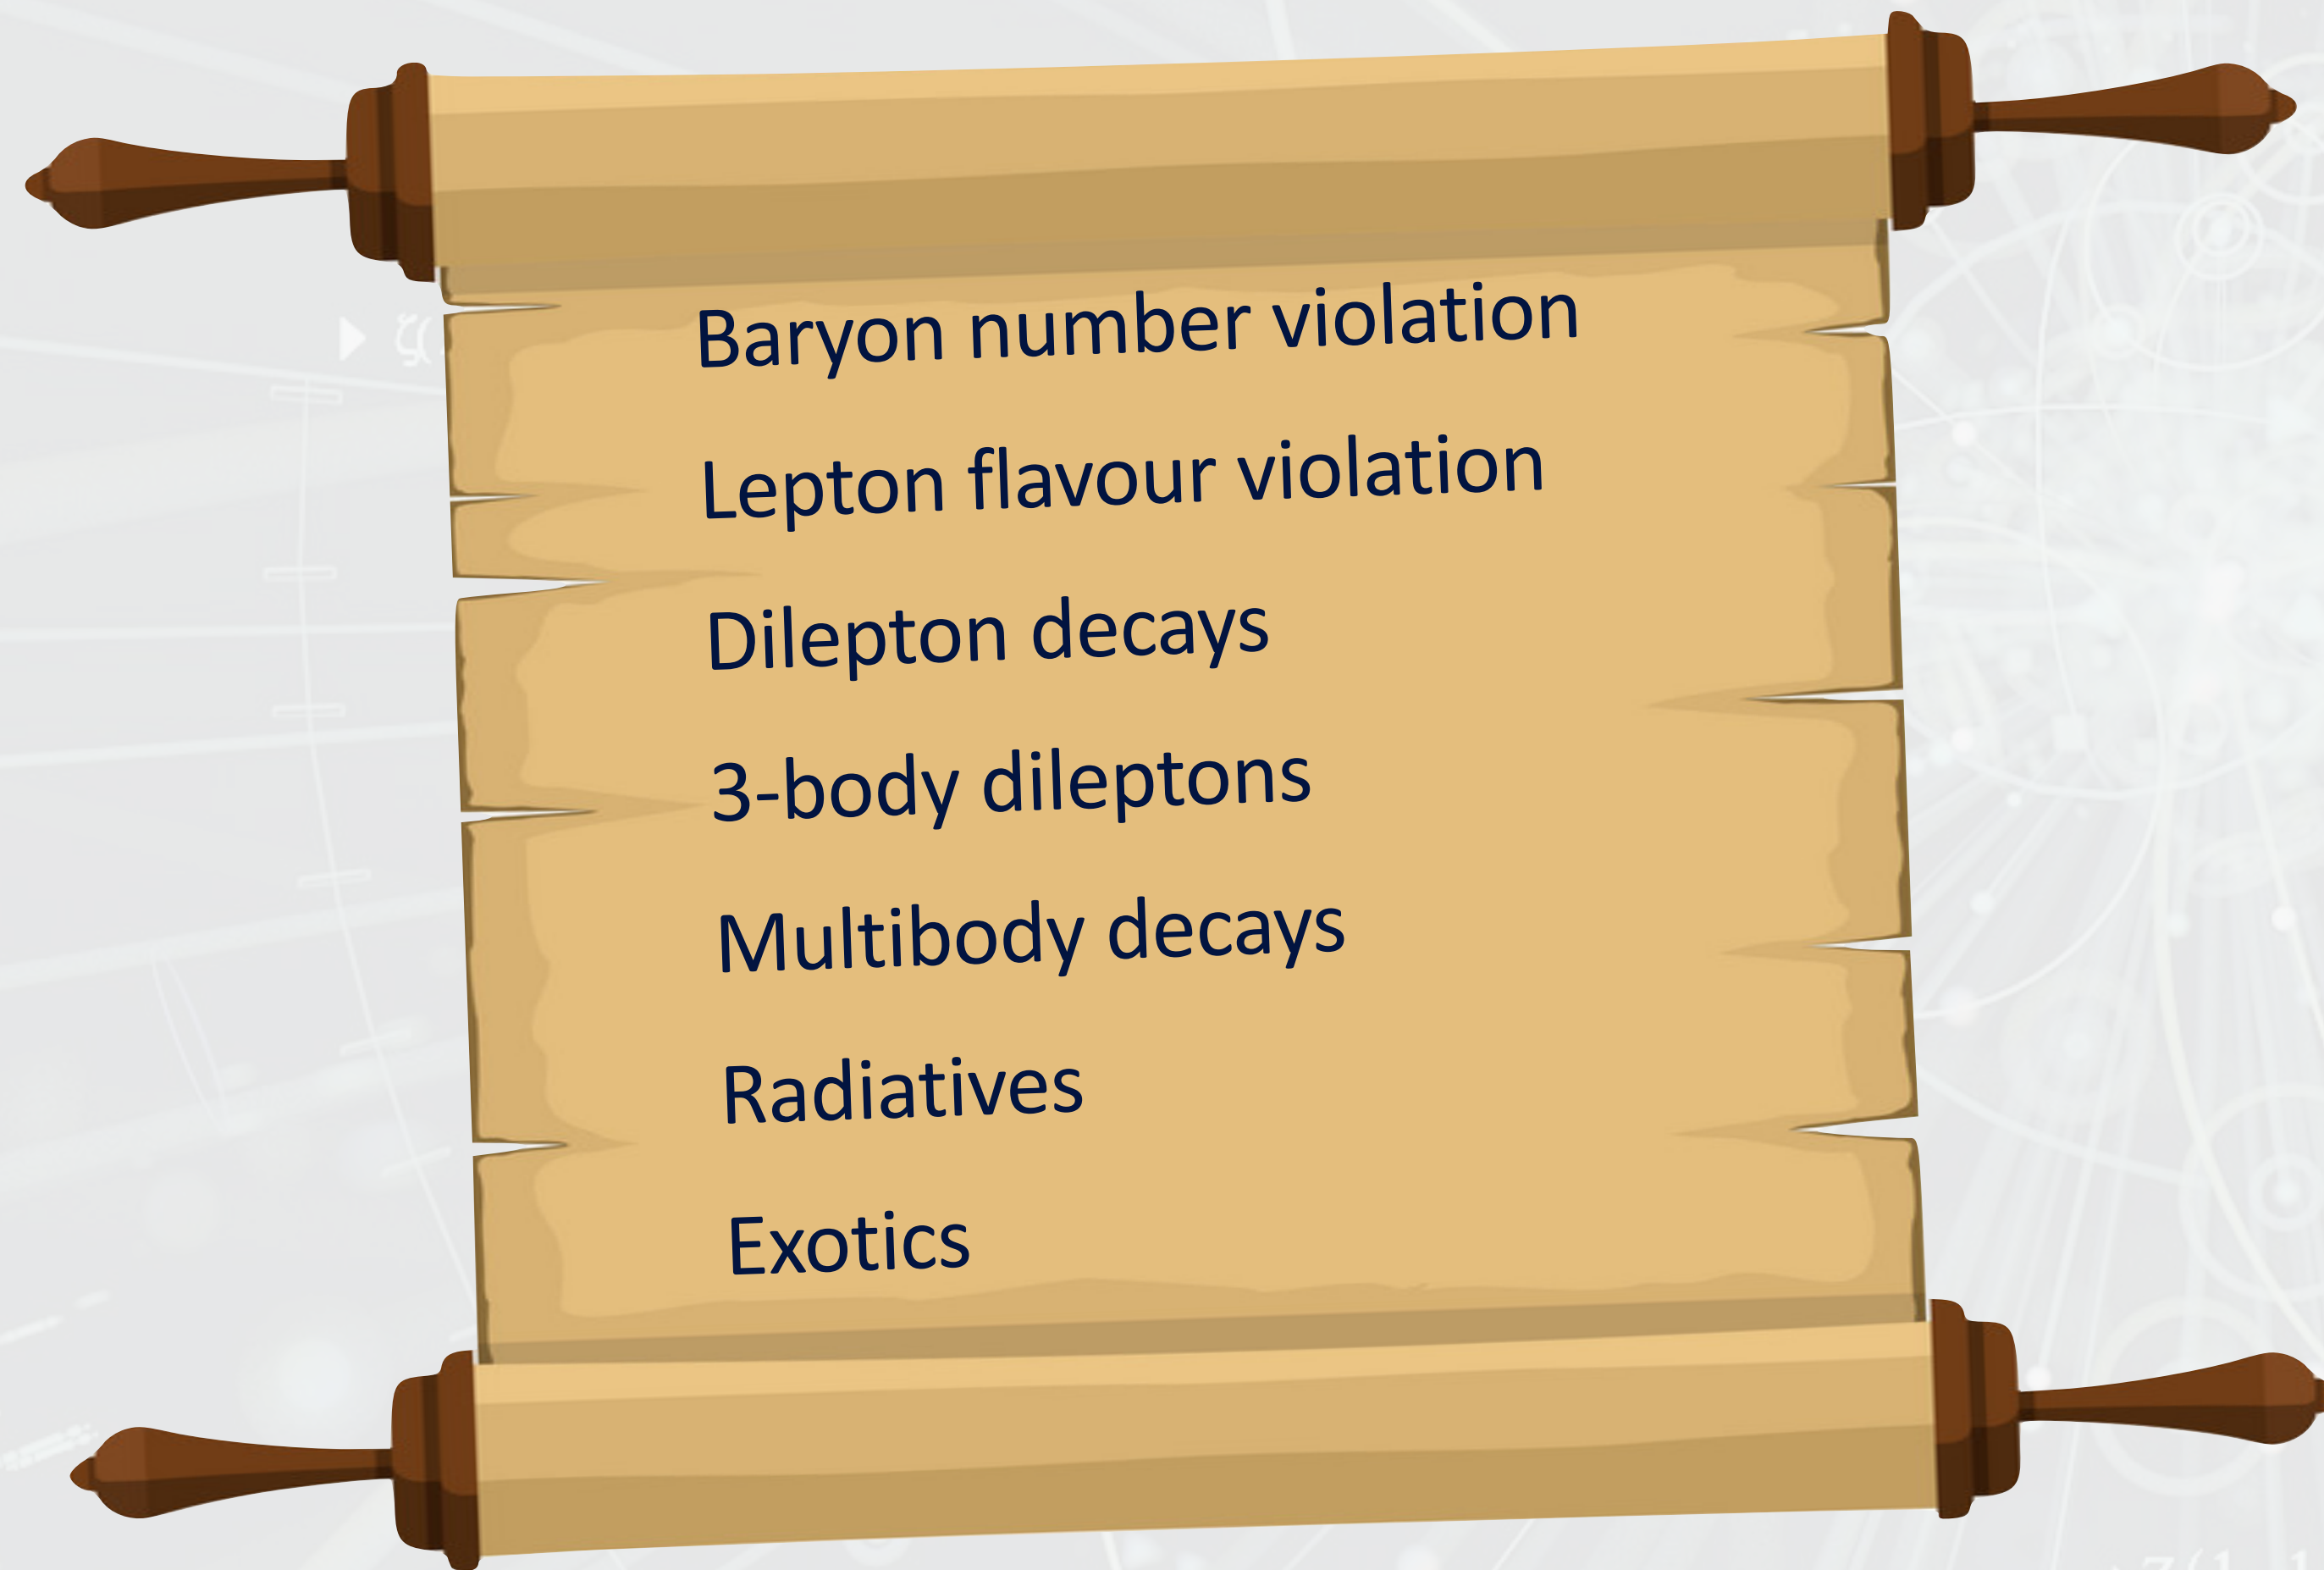 Baryon number violation
Lepton flavour violation
Dilepton decays
3-body dileptons
Multibody decays
Radiatives
Exotics